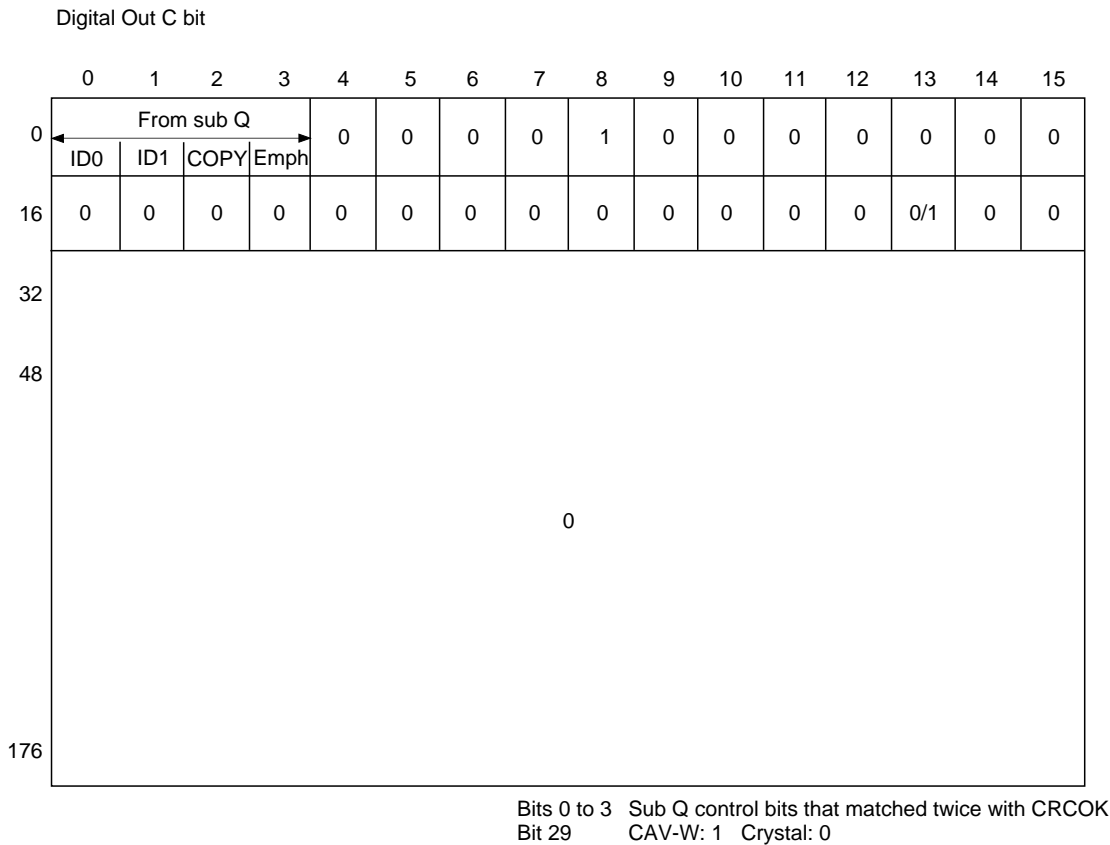 Digital Out C bit
0 1 2 3 4 5 6 7 8 9 10 11 12 13 14 15
0 From sub Q 0 0 0 0 1 0 0 0 0 0 0 0
ID0 ID1 COPY Emph
16 0 0 0 0 0 0 0 0 0 0 0 0 0 0/1 0 0
32
48
0
176
Bits 0 to 3 Sub Q control bits that matched twice with CRCOK
Bit 29 CAV-W: 1 Crystal: 0